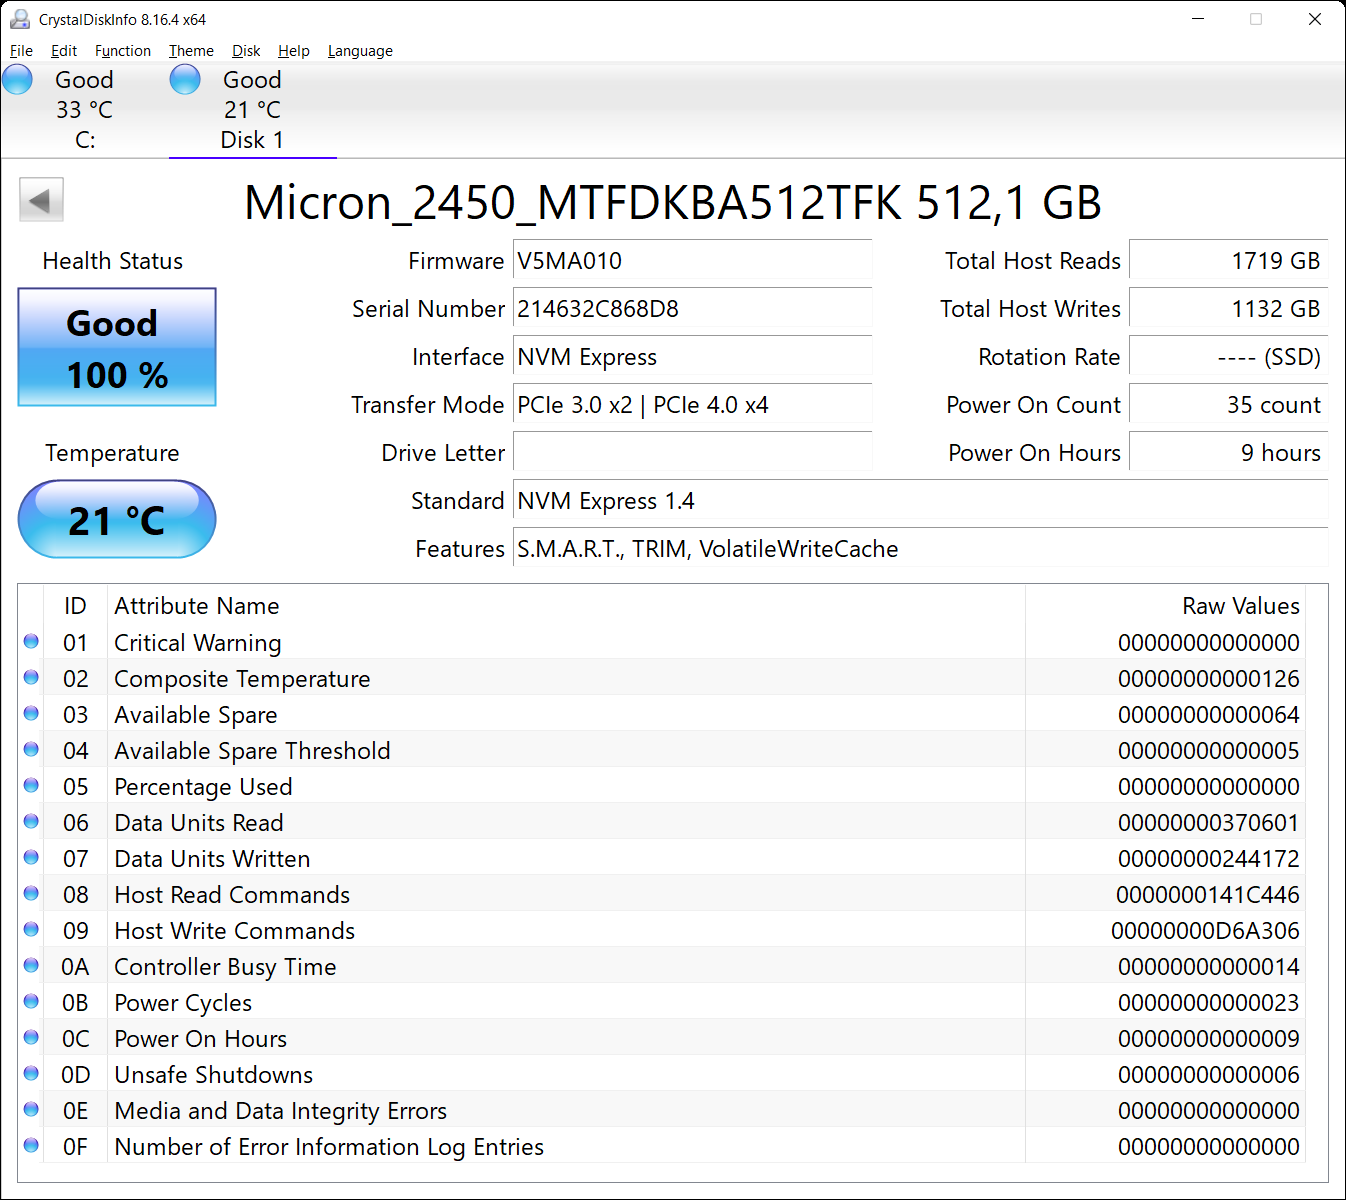 CrystalDiskInfo 8.16.4 x64
File Edit Function Theme Disk Help Language
Good Good
33 °C 21 °C
C: Disk 1
Micron_2450_MTFDKBA512TFK 512,1 GB
Health Status
Good
100 %
Temperature
21 °C
Firmware V5MA010
Serial Number 214632C868D8
Interface NVM Express
Transfer Mode PCIe 3.0 x2 | PCIe 4.0 x4
Drive Letter
Standard NVM Express 1.4
Features S.M.A.R.T., TRIM, VolatileWriteCache
Total Host Reads 1719 GB
Total Host Writes 1132 GB
Rotation Rate ---- (SSD)
Power On Count 35 count
Power On Hours 9 hours
ID Attribute Name Raw Values
01 Critical Warning 00000000000000
02 Composite Temperature 00000000000126
03 Available Spare 00000000000064
04 Available Spare Threshold 00000000000005
05 Percentage Used 00000000000000
06 Data Units Read 00000000370601
07 Data Units Written 00000000244172
08 Host Read Commands 0000000141C446
09 Host Write Commands 00000000D6A306
0A Controller Busy Time 00000000000014
0B Power Cycles 00000000000023
0C Power On Hours 00000000000009
0D Unsafe Shutdowns 00000000000006
0E Media and Data Integrity Errors 00000000000000
0F Number of Error Information Log Entries 00000000000000